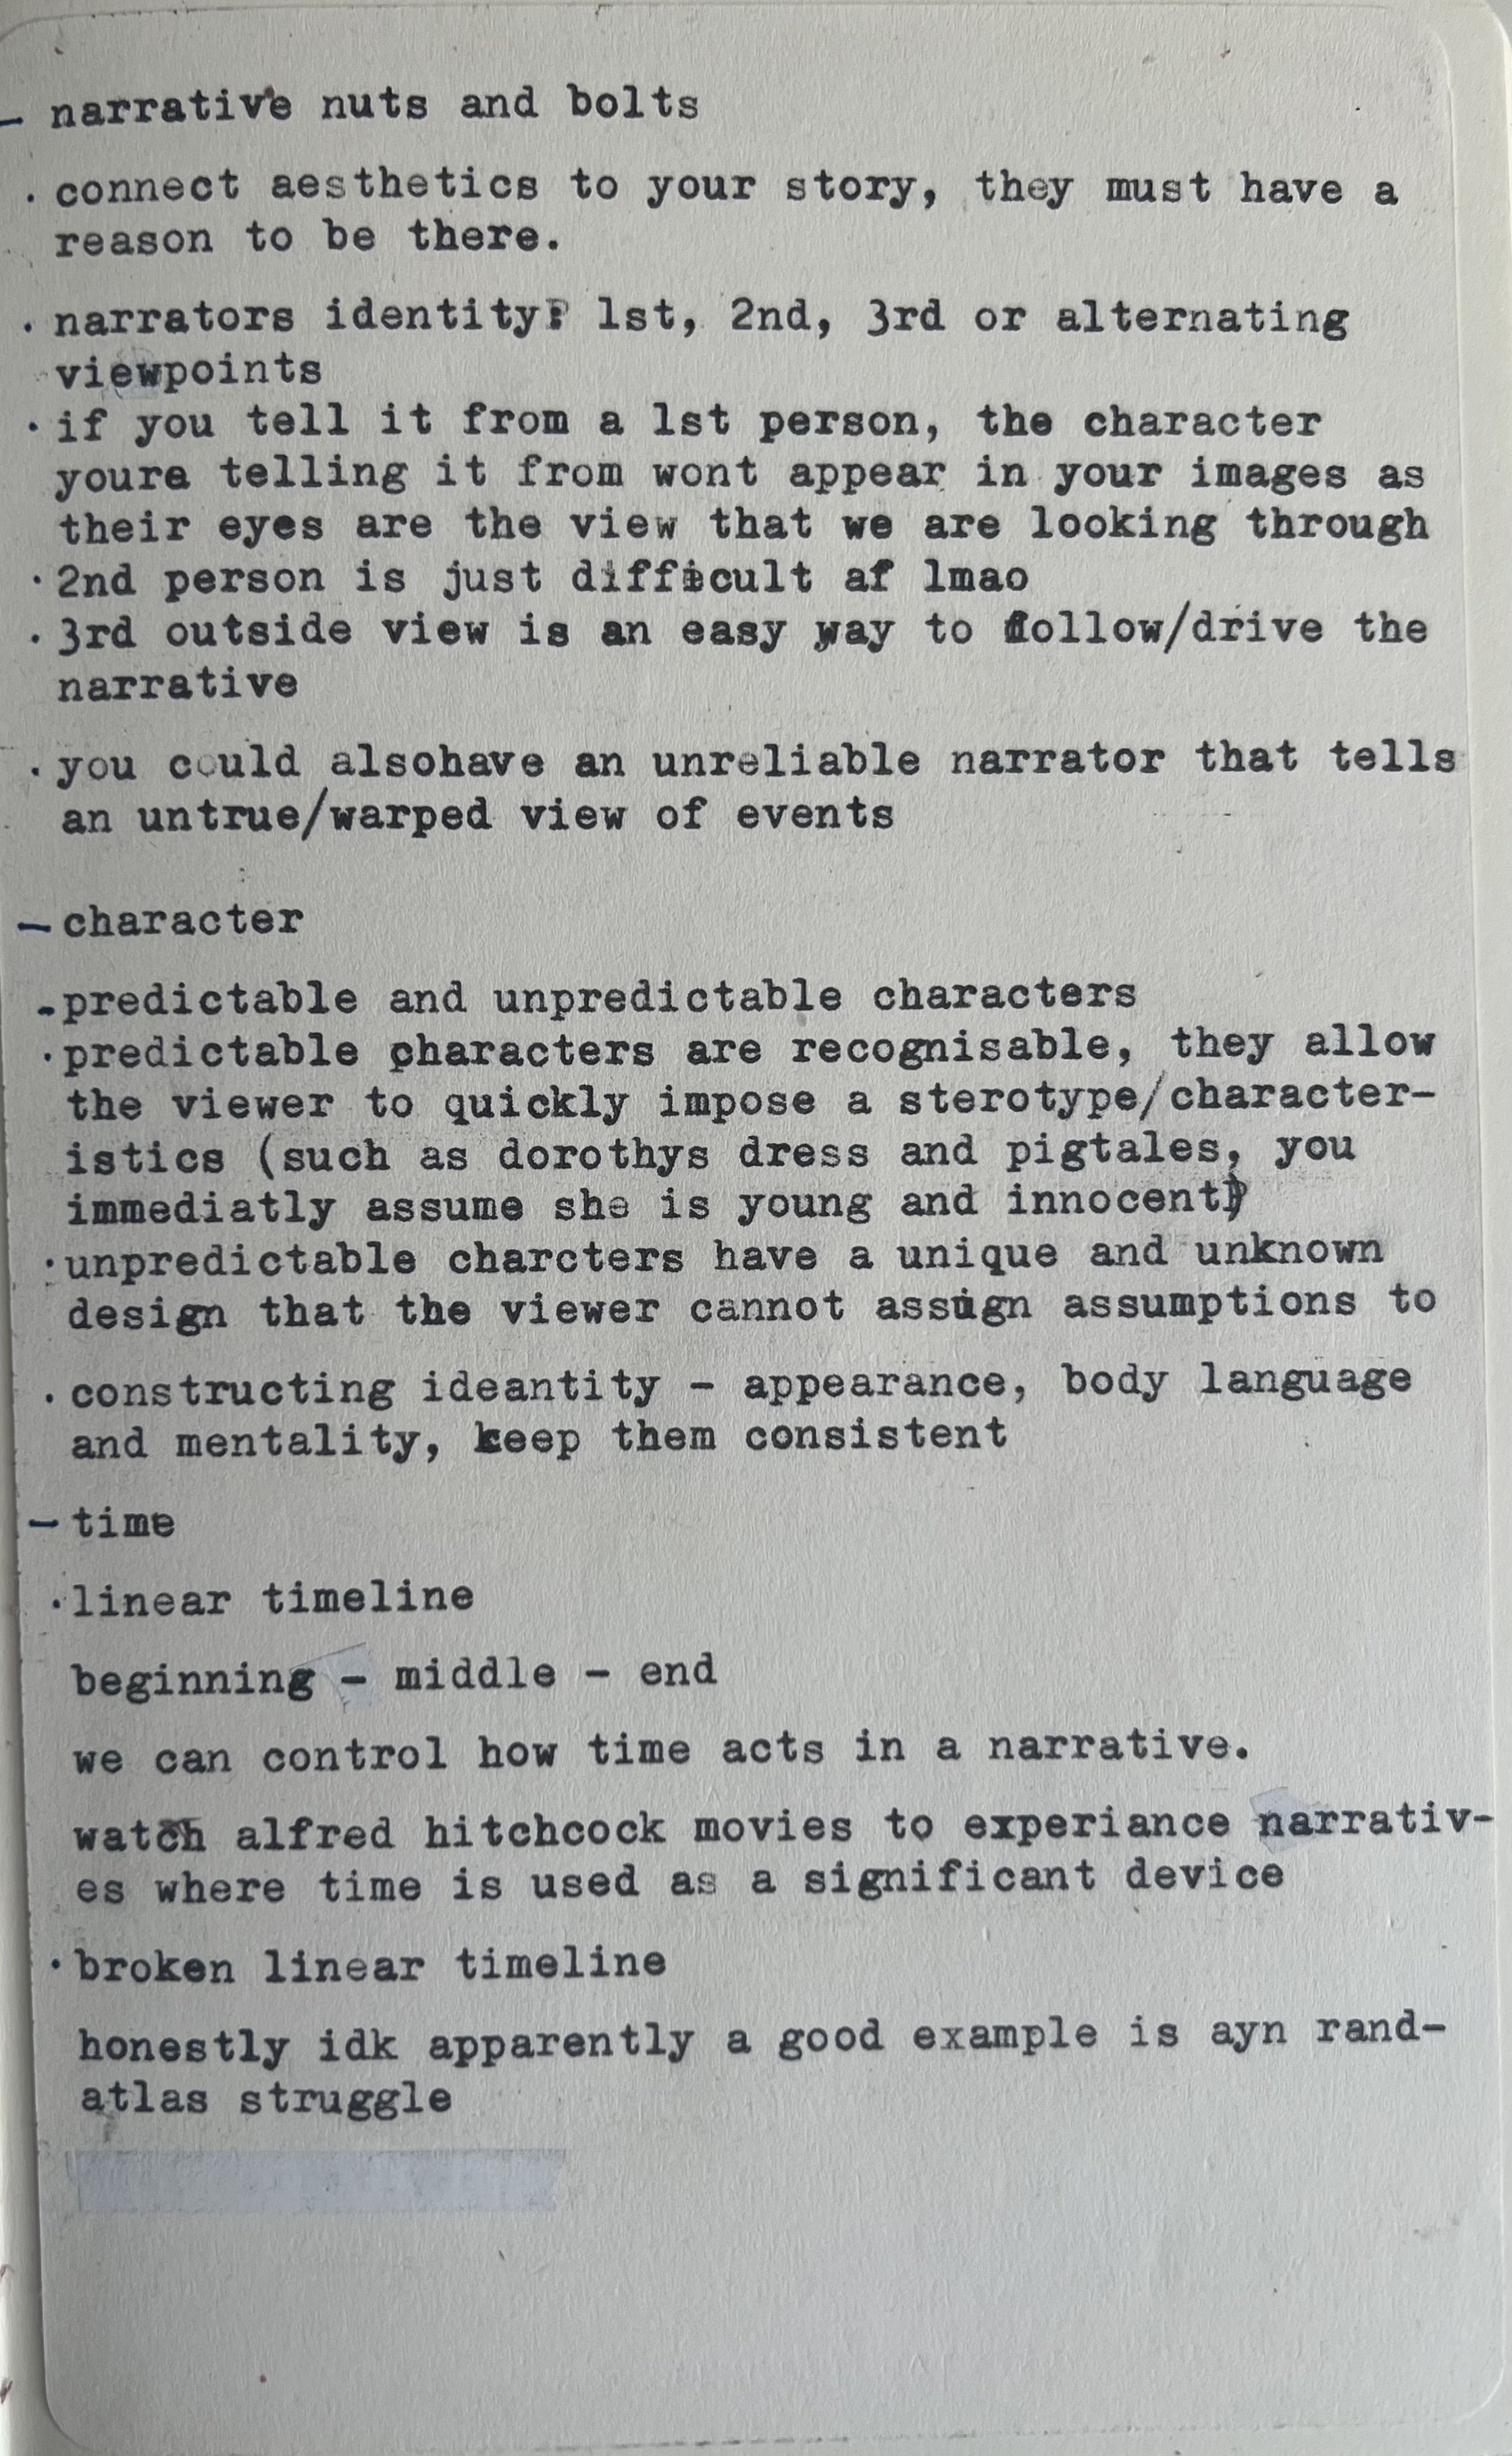 - narrative nuts and bolts
. connect aesthetics to your story, they must have a
reason to be there.
. narrators identity? 1st, 2nd, 3rd or alternating
viewpoints
. if you tell it from a 1st person, the character
youre telling it from wont appear in your images as
their eyes are the view that we are looking through
. 2nd person is just difficult af lmao
. 3rd outside view is an easy way to follow/drive the
narrative
. you could alsohave an unreliable narrator that tells
an untrue/warped view of events
- character
. predictable and unpredictable characters
. predictable characters are recognisable, they allow
the viewer to quickly impose a sterotype/character-
istics (such as dorothys dress and pigtales, you
immediatly assume she is young and innocent)
. unpredictable charcters have a unique and unknown
design that the viewer cannot assign assumptions to
. constructing ideantity - appearance, body language
and mentality, keep them consistent
- time
. linear timeline
beginning - middle - end
we can control how time acts in a narrative.
watch alfred hitchcock movies to experiance narrativ-
es where time is used as a significant device
. broken linear timeline
honestly idk apparently a good example is ayn rand-
atlas struggle